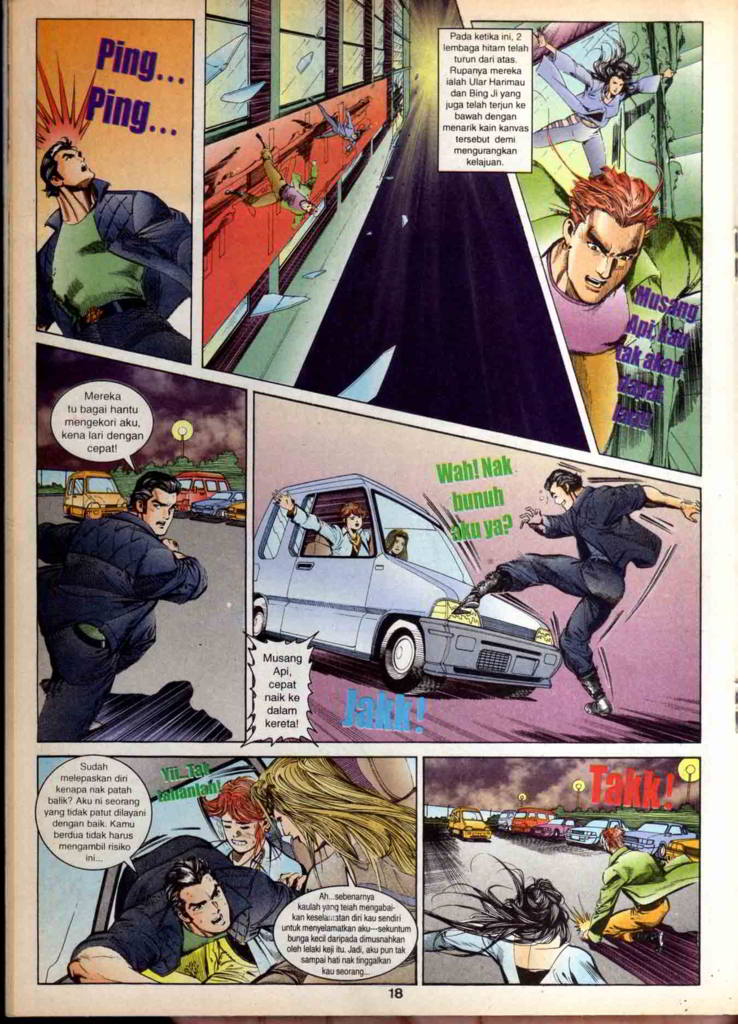 Ping...
Ping...
Pada ketika ini, 2
lembaga hitam telah
turun dari atas.
Rupanya mereka
ialah Ular Harimau
dan Bing Ji yang
juga telah terjun ke
bawah dengan
menarik kain kanvas
tersebut demi
mengurangkan
kelajuan.
Musang
Api, kau
tak akan
dapat
lari!
Mereka
tu bagai hantu
mengekori aku,
kena lari dengan
cepat!
Wah! Nak
bunuh
aku ya?
Musang
Api,
cepat
naik ke
dalam
kereta!
Jakk!
Sudah
melepaskan diri
kenapa nak patah
balik? Aku ni seorang
yang tidak patut dilayani
dengan baik. Kamu
berdua tidak harus
mengambil risiko
ini...
Yii..Tak
tahanlah!
Ah...sebenarnya
kaulah yang telah mengabai-
kan keselamatan diri kau sendiri
untuk menyelamatkan aku---sekuntum
bunga kecil daripada dimusnahkan
oleh lelaki keji itu. Jadi, aku pun tak
sampai hati nak tinggalkan
kau seorang...
Takk!
18